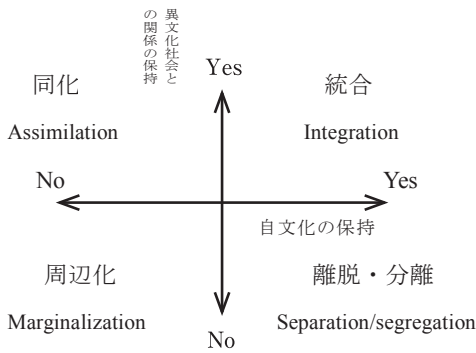 異文化社会と
の関係の保持
Yes
同化
統合
Assimilation
Integration
No
Yes
自文化の保持
周辺化
離脱・分離
Marginalization
Separation/segregation
No